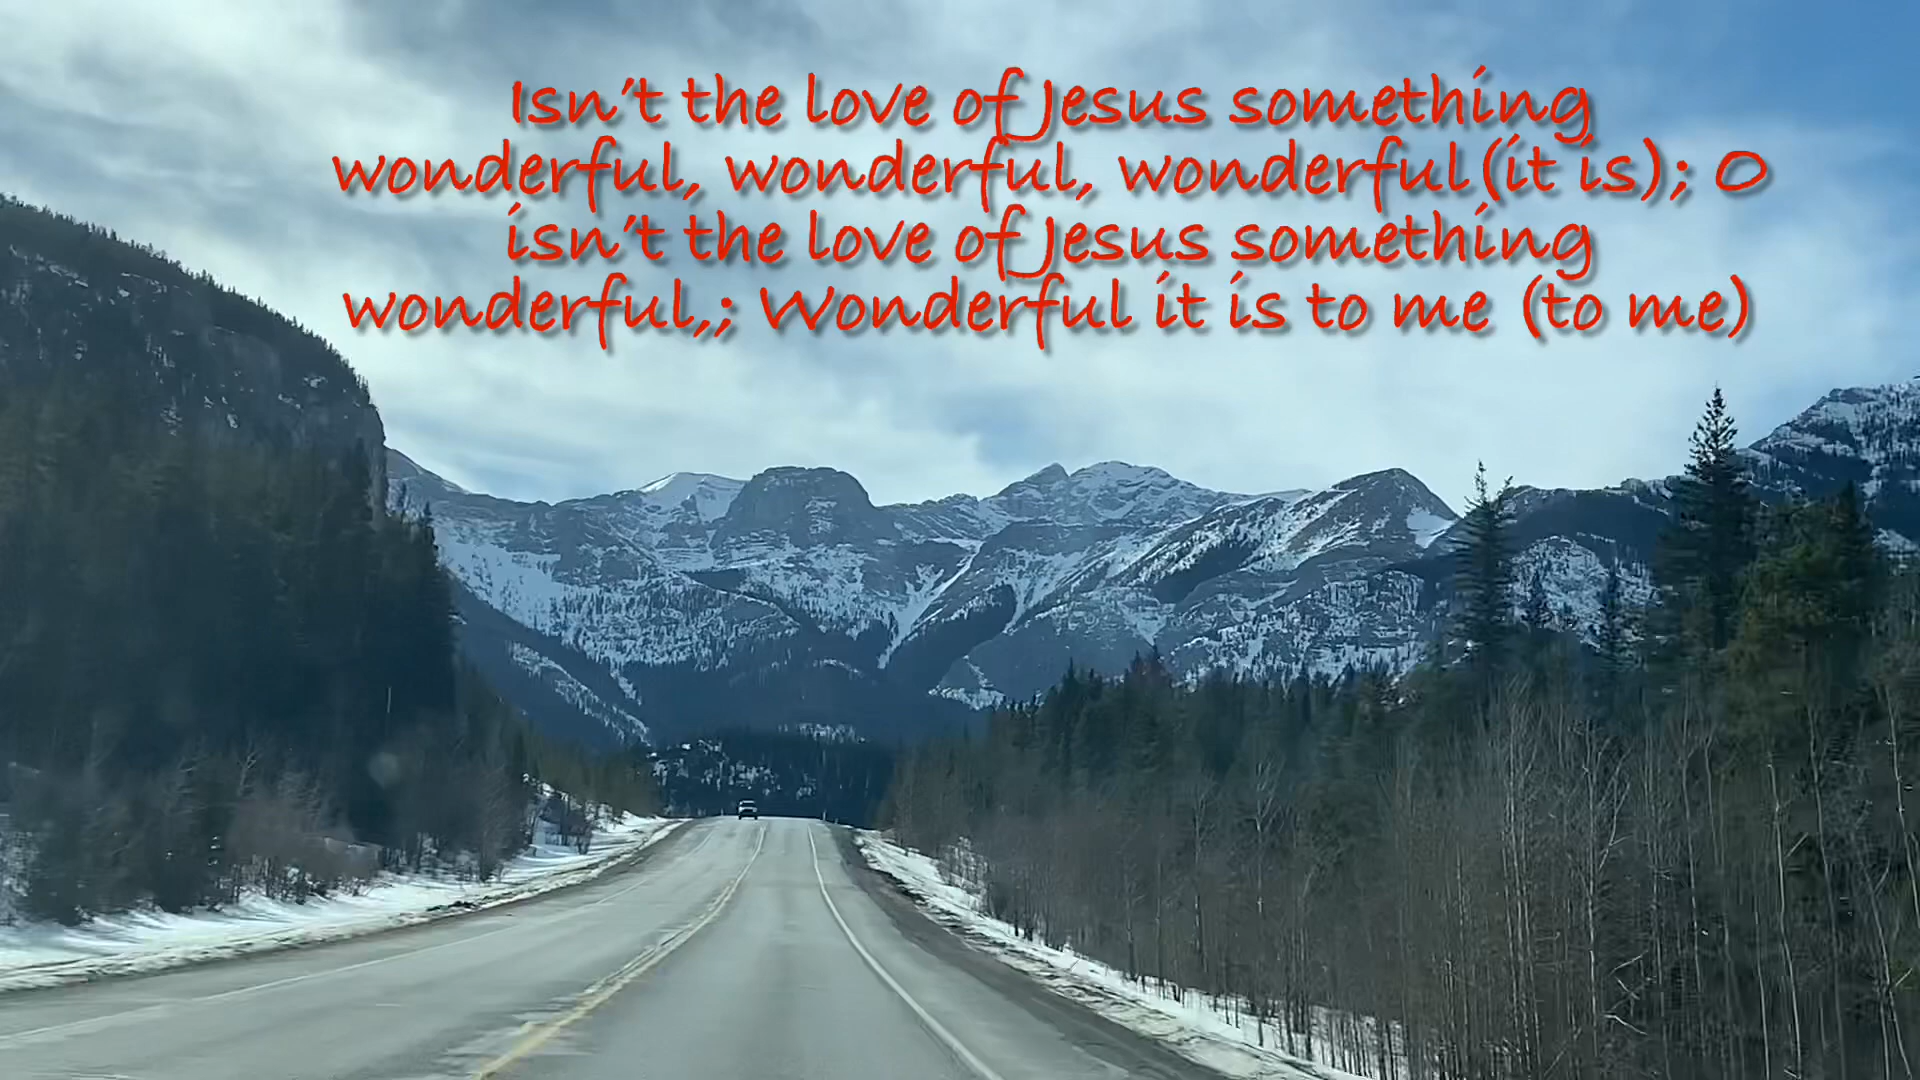 Isn't the love of Jesus something
wonderful, wonderful, wonderful(it is); O
isn't the love of Jesus something
wonderful,; Wonderful it is to me (to me)